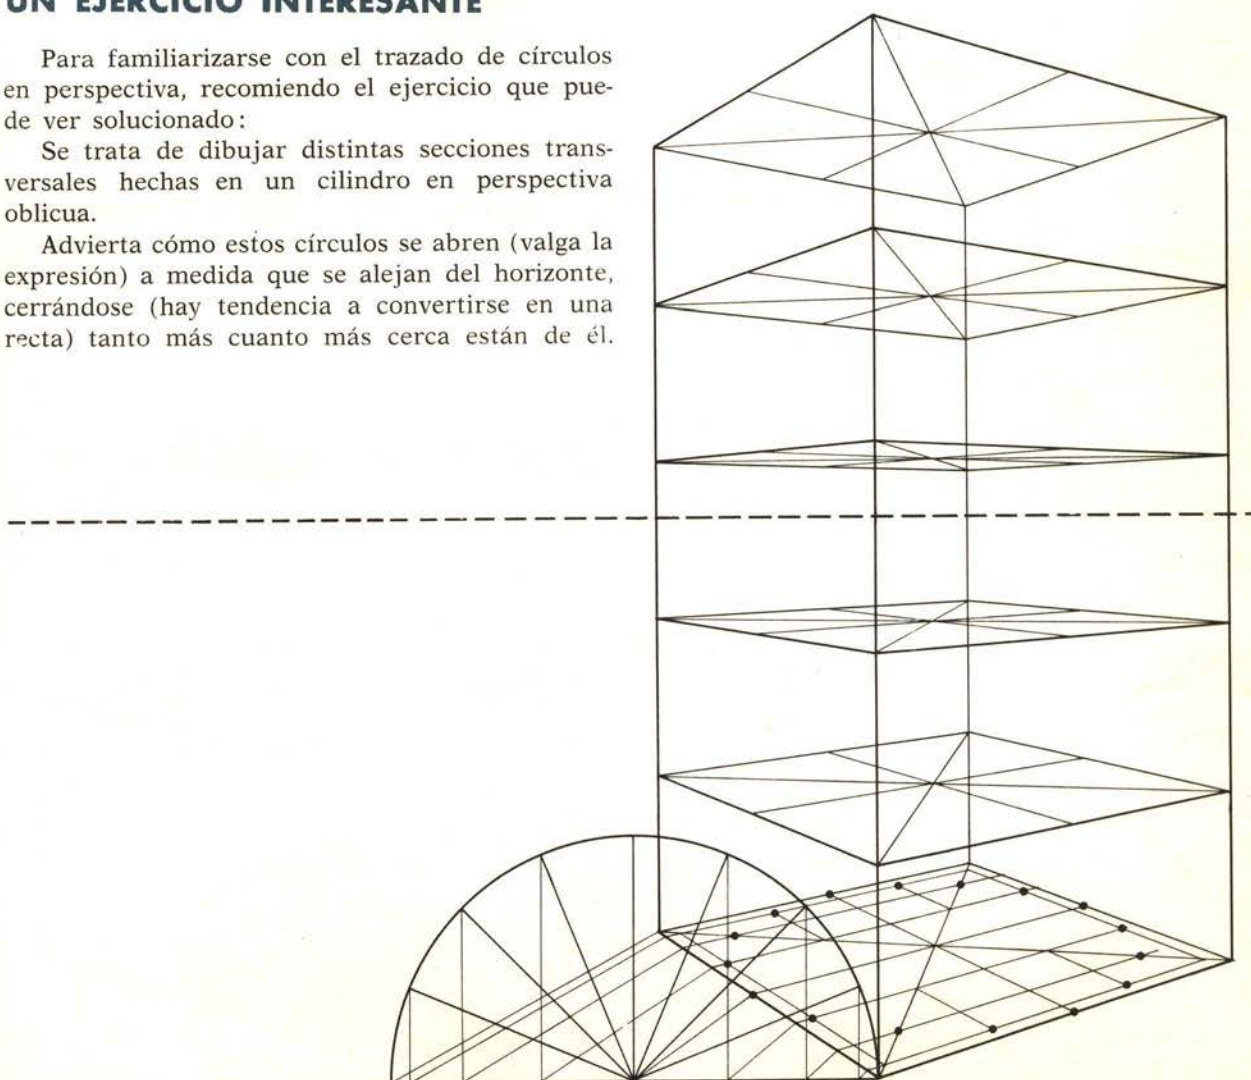 UN EJERCICIO INTERESANTE
Para familiarizarse con el trazado de círculos
en perspectiva, recomiendo el ejercicio que pue-
de ver solucionado:
Se trata de dibujar distintas secciones trans-
versales hechas en un cilindro en perspectiva
oblicua.
Advierta cómo estos círculos se abren (valga la
expresión) a medida que se alejan del horizonte,
cerrándose (hay tendencia a convertirse en una
recta) tanto más cuanto más cerca están de él.